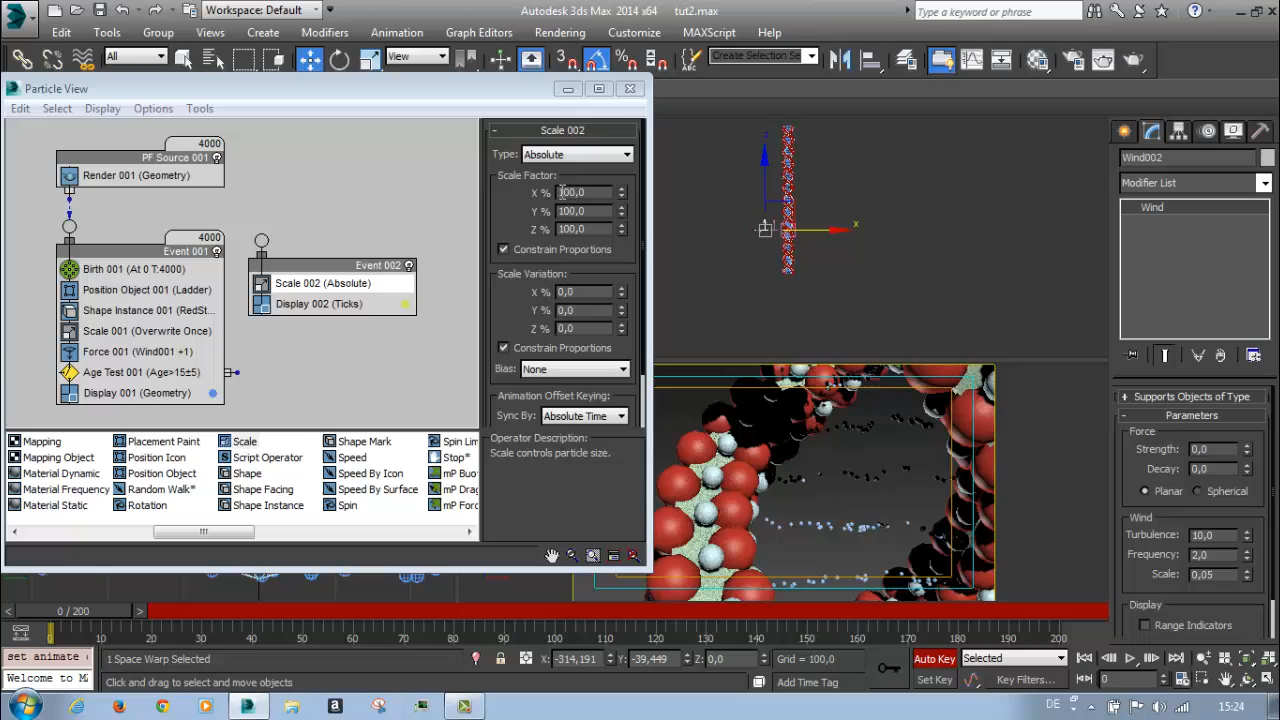 Workspace: Default
Autodesk 3ds Max 2014 x64 tut2.max
Type a keyword or phrase
Edit Tools Group Views Create Modifiers Animation Graph Editors Rendering Customize MAXScript Help
All View Create Selection Se
Particle View
Edit Select Display Options Tools
4000
PF Source 001
Render 001 (Geometry)
4000
Event 001
Birth 001 (At 0 T:4000)
Position Object 001 (Ladder)
Shape Instance 001 (RedSt...
Scale 001 (Overwrite Once)
Force 001 (Wind001 +1)
Age Test 001 (Age>15±5)
Display 001 (Geometry)
Event 002
Scale 002 (Absolute)
Display 002 (Ticks)
- Scale 002
Type: Absolute
Scale Factor:
X % 100,0
Y % 100,0
Z % 100,0
Constrain Proportions
Scale Variation:
X % 0,0
Y % 0,0
Z % 0,0
Constrain Proportions
Bias: None
Animation Offset Keying:
Sync By: Absolute Time
Operator Description:
Scale controls particle size.
Mapping Placement Paint Scale Shape Mark Spin Lim
Mapping Object Position Icon Script Operator Speed Stop*
Material Dynamic Position Object Shape Speed By Icon mP Buo
Material Frequency Random Walk* Shape Facing Speed By Surface mP Drag
Material Static Rotation Shape Instance Spin mP Forc
z
x
Wind002
Modifier List
Wind
+ Supports Objects of Type
- Parameters
Force
Strength: 0,0
Decay: 0,0
Planar Spherical
Wind
Turbulence: 10,0
Frequency: 2,0
Scale: 0,05
Display
Range Indicators
< 0 / 200 >
0 10 20 30 40 50 60 70 80 90 100 110 120 130 140 150 160 170 180 190 200
set animate
Welcome to M
1 Space Warp Selected
X: -314,191 Y: -39,449 Z: 0,0 Grid = 100,0
Click and drag to select and move objects
Add Time Tag
Auto Key Selected
Set Key Key Filters... 0
DE 15:24